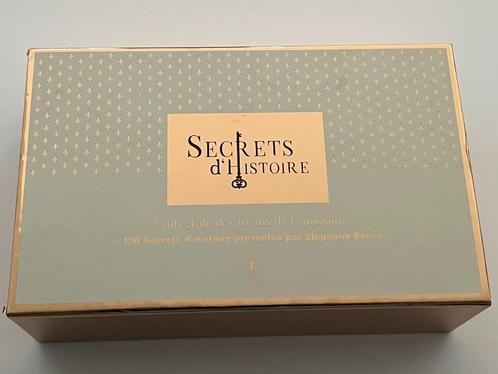 SECRETS
d'HISTOIRE
L'intégrale des 10 ans de l'émission
• 100 Secrets d'Histoire présentés par Stéphane Bern •